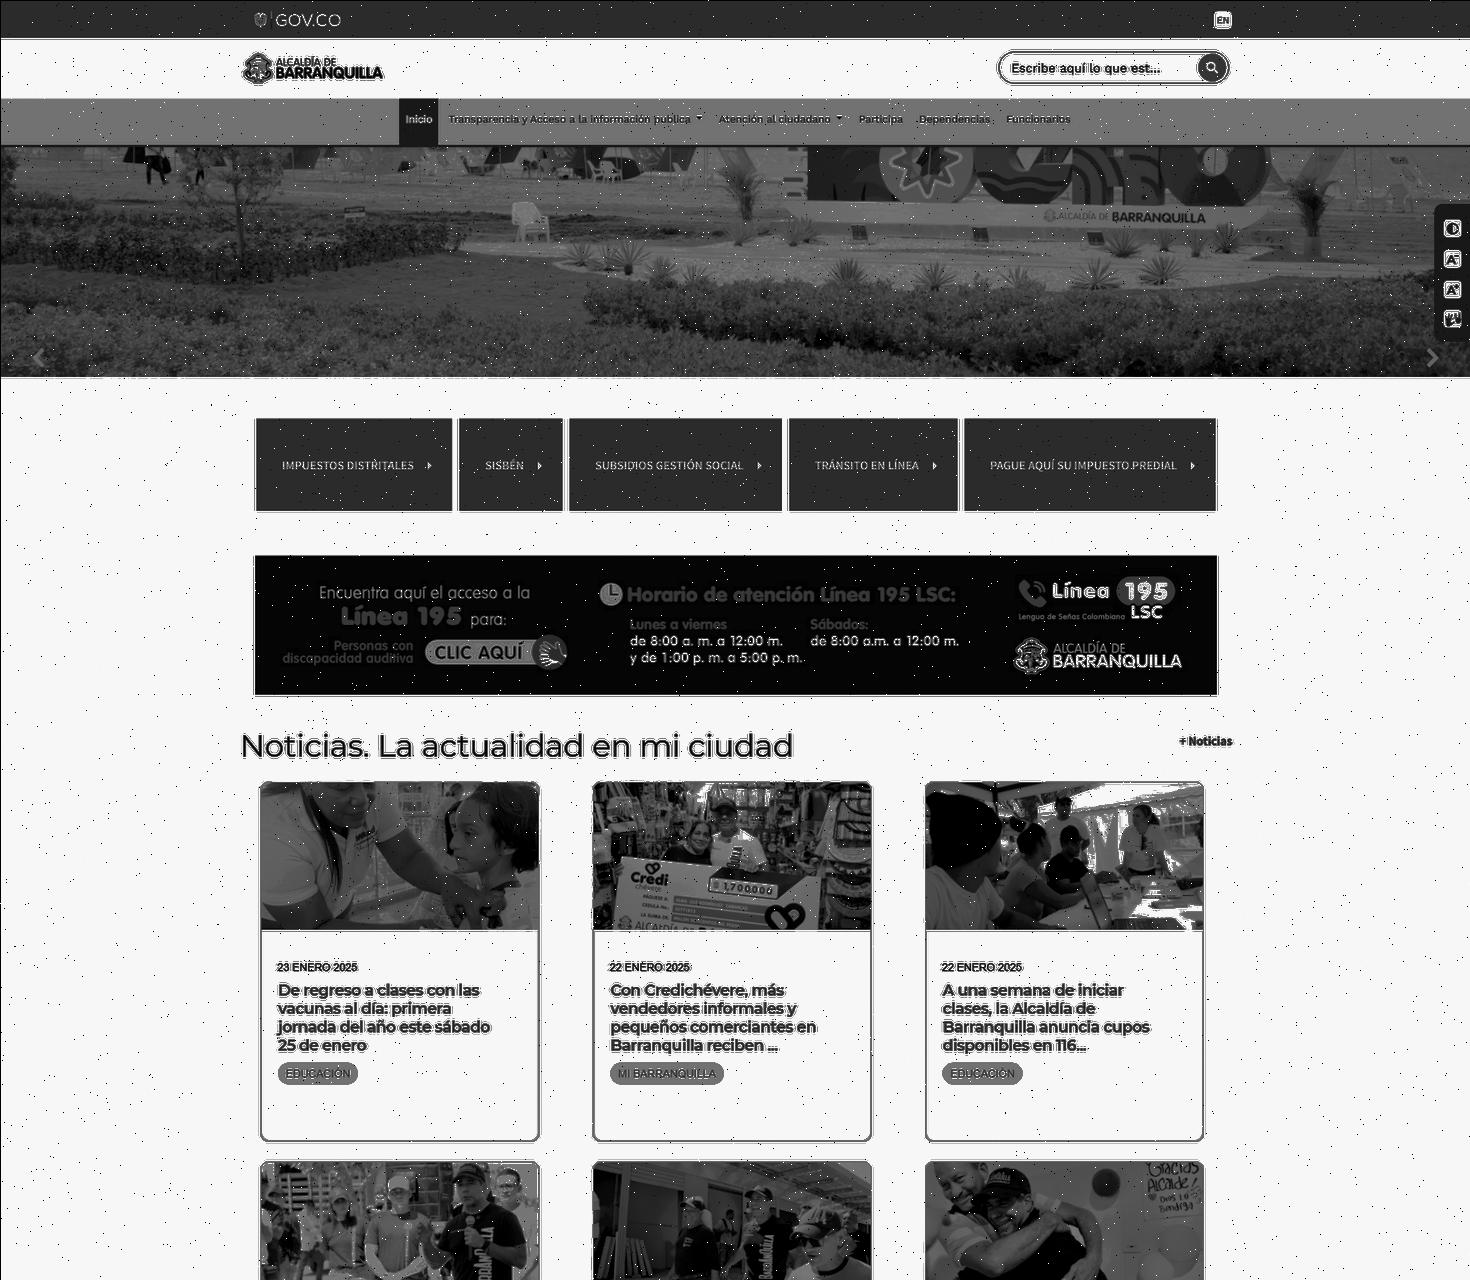 GOV.CO
EN
ALCALDÍA DE
BARRANQUILLA
Escribe aquí lo que est...
Inicio
Transparencia y Acceso a la información publica
Atención al ciudadano
Participa
Dependencias
Funcionarios
ALCALDÍA DE BARRANQUILLA
IMPUESTOS DISTRITALES
SISBÉN
SUBSIDIOS GESTIÓN SOCIAL
TRÁNSITO EN LÍNEA
PAGUE AQUÍ SU IMPUESTO PREDIAL
Encuentra aquí el acceso a la
Línea 195 para:
Personas con
discapacidad auditiva
CLIC AQUÍ
Horario de atención Línea 195 LSC:
Lunes a viernes
de 8:00 a. m. a 12:00 m.
y de 1:00 p. m. a 5:00 p. m.
Sábados:
de 8:00 a.m. a 12:00 m.
Línea 195
LSC
Lengua de Señas Colombiana
ALCALDÍA DE
BARRANQUILLA
Noticias. La actualidad en mi ciudad
+ Noticias
Credi
chévere
$ 1,700,000
23 ENERO 2025
De regreso a clases con las
vacunas al día: primera
jornada del año este sábado
25 de enero
EDUCACIÓN
22 ENERO 2025
Con Credichévere, más
vendedores informales y
pequeños comerciantes en
Barranquilla reciben ...
MI BARRANQUILLA
22 ENERO 2025
A una semana de iniciar
clases, la Alcaldía de
Barranquilla anuncia cupos
disponibles en 116...
EDUCACIÓN
Gracias
Alcalde!